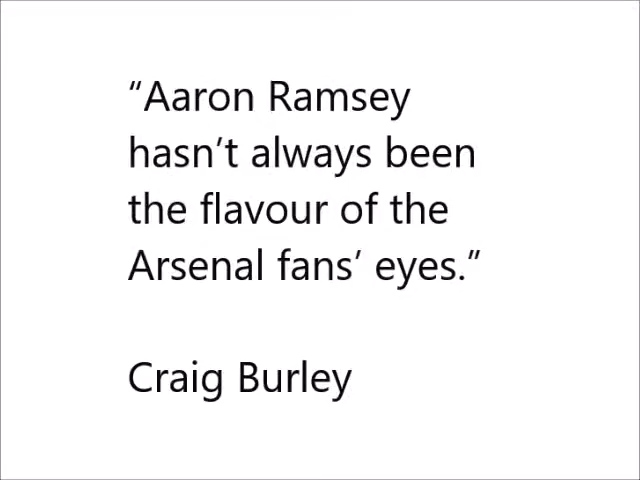 “Aaron Ramsey
hasn’t always been
the flavour of the
Arsenal fans’ eyes.”
Craig Burley